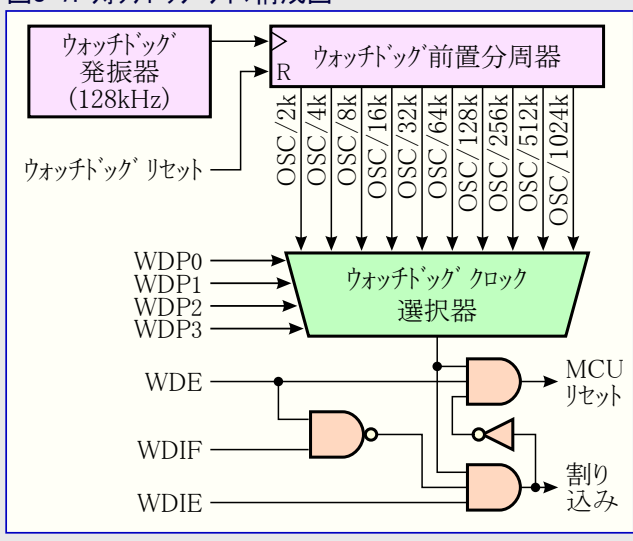 ウォッチドッグ
発振器
(128kHz)
R
ウォッチドッグ前置分周器
ウォッチドッグ リセット
OSC/2k
OSC/4k
OSC/8k
OSC/16k
OSC/32k
OSC/64k
OSC/128k
OSC/256k
OSC/512k
OSC/1024k
WDP0
WDP1
WDP2
WDP3
ウォッチドッグ クロック
選択器
WDE
WDIF
WDIE
MCU
リセット
割り
込み